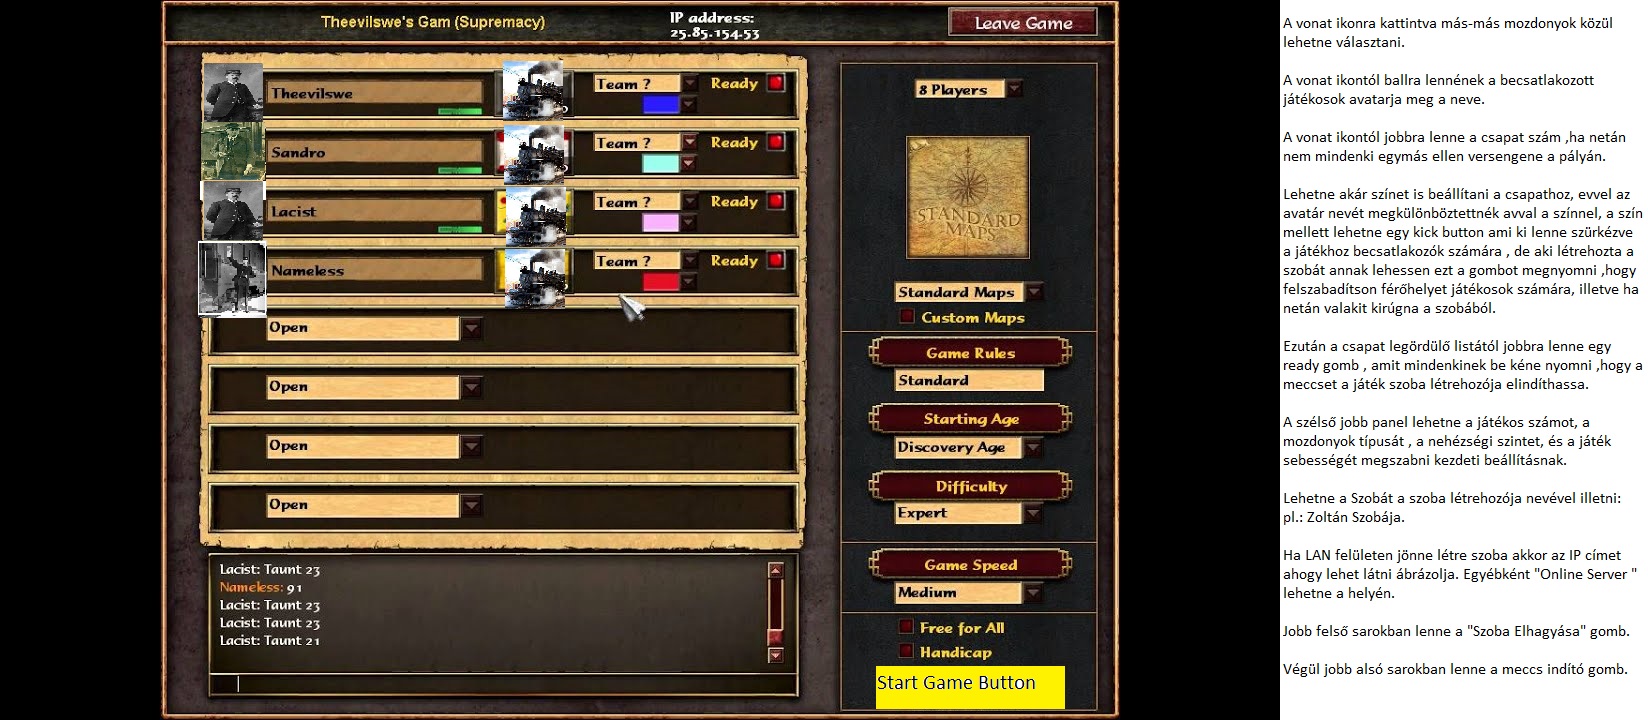 Theevilswe's Gam (Supremacy)
IP address:
25.85.154.53
Leave Game
Theevilswe
Team ?
Ready
Sandro
Team ?
Ready
Lacist
Team ?
Ready
Nameless
Team ?
Ready
Open
Open
Open
Open
Lacist: Taunt 23
Nameless: 91
Lacist: Taunt 23
Lacist: Taunt 23
Lacist: Taunt 21
8 Players
STANDARD
MAPS
Standard Maps
Custom Maps
Game Rules
Standard
Starting Age
Discovery Age
Difficulty
Expert
Game Speed
Medium
Free for All
Handicap
Start Game Button
A vonat ikonra kattintva más-más mozdonyok közül
lehetne választani.
A vonat ikontól ballra lennének a becsatlakozott
játékosok avatarja meg a neve.
A vonat ikontól jobbra lenne a csapat szám ,ha netán
nem mindenki egymás ellen versengene a pályán.
Lehetne akár színet is beállítani a csapathoz, evvel az
avatár nevét megkülönböztettnék avval a színnel, a szín
mellett lehetne egy kick button ami ki lenne szürkézve
a játékhoz becsatlakozók számára , de aki létrehozta a
szobát annak lehessen ezt a gombot megnyomni ,hogy
felszabadítson férőhelyet játékosok számára, illetve ha
netán valakit kirúgna a szobából.
Ezután a csapat legördülő listától jobbra lenne egy
ready gomb , amit mindenkinek be kéne nyomni ,hogy a
meccset a játék szoba létrehozója elindíthassa.
A szélső jobb panel lehetne a játékos számot, a
mozdonyok típusát , a nehézségi szintet, és a játék
sebességét megszabni kezdeti beállításnak.
Lehetne a Szobát a szoba létrehozója nevével illetni:
pl.: Zoltán Szobája.
Ha LAN felületen jönne létre szoba akkor az IP címet
ahogy lehet látni ábrázolja. Egyébként "Online Server "
lehetne a helyén.
Jobb felső sarokban lenne a "Szoba Elhagyása" gomb.
Végül jobb alsó sarokban lenne a meccs indító gomb.